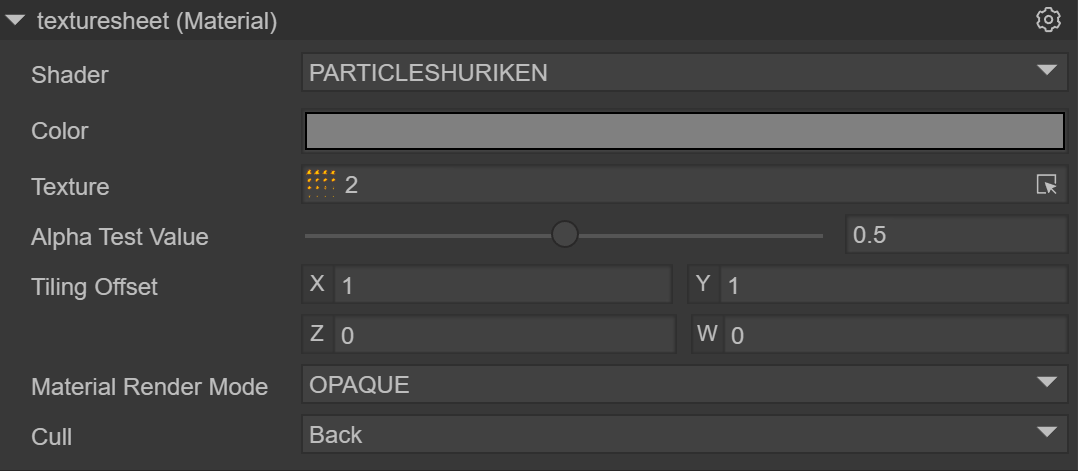 texturesheet (Material)
Shader PARTICLESHURIKEN
Color
Texture 2
Alpha Test Value 0.5
Tiling Offset X 1 Y 1
Z 0 W 0
Material Render Mode OPAQUE
Cull Back